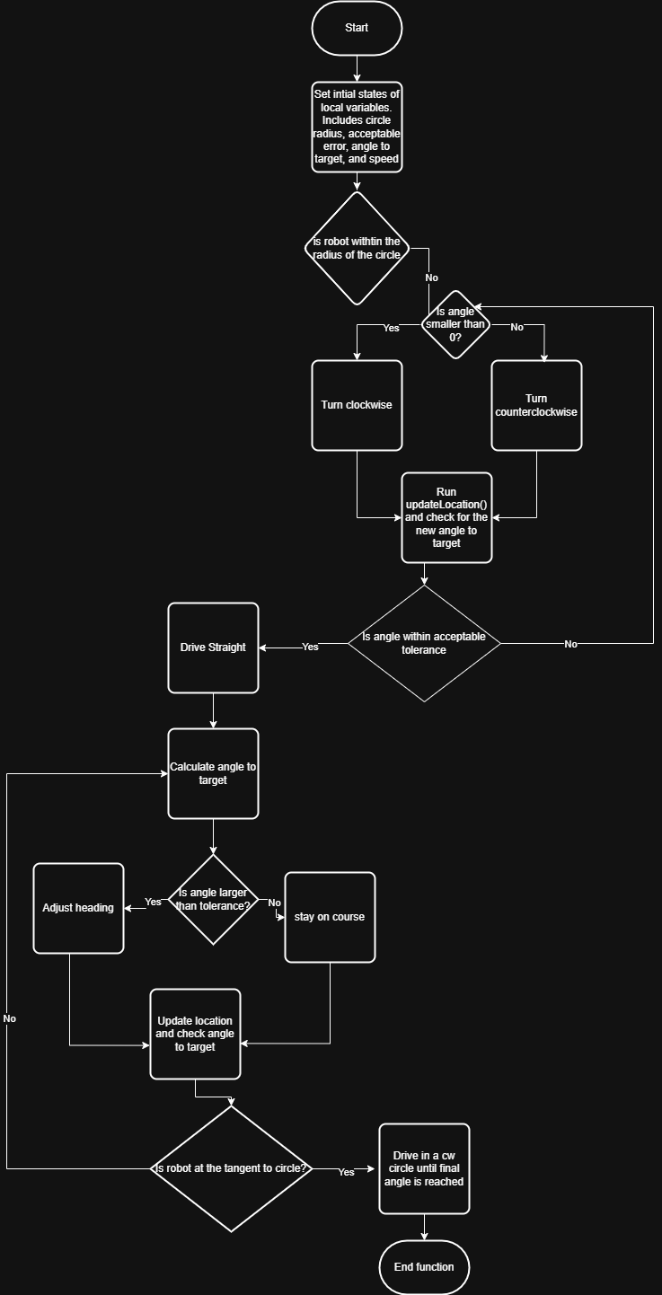 Start
Set intial states of
local variables.
Includes circle
radius, acceptable
error, angle to
target, and speed
is robot withtin the
radius of the circle
No
Is angle
smaller than
0?
Yes
No
Turn clockwise
Turn
counterclockwise
Run
updateLocation()
and check for the
new angle to
target
Is angle within acceptable
tolerance
Yes
No
Drive Straight
Calculate angle to
target
Is angle larger
than tolerance?
Yes
No
Adjust heading
stay on course
No
Update location
and check angle
to target
Is robot at the tangent to circle?
Yes
Drive in a cw
circle until final
angle is reached
End function